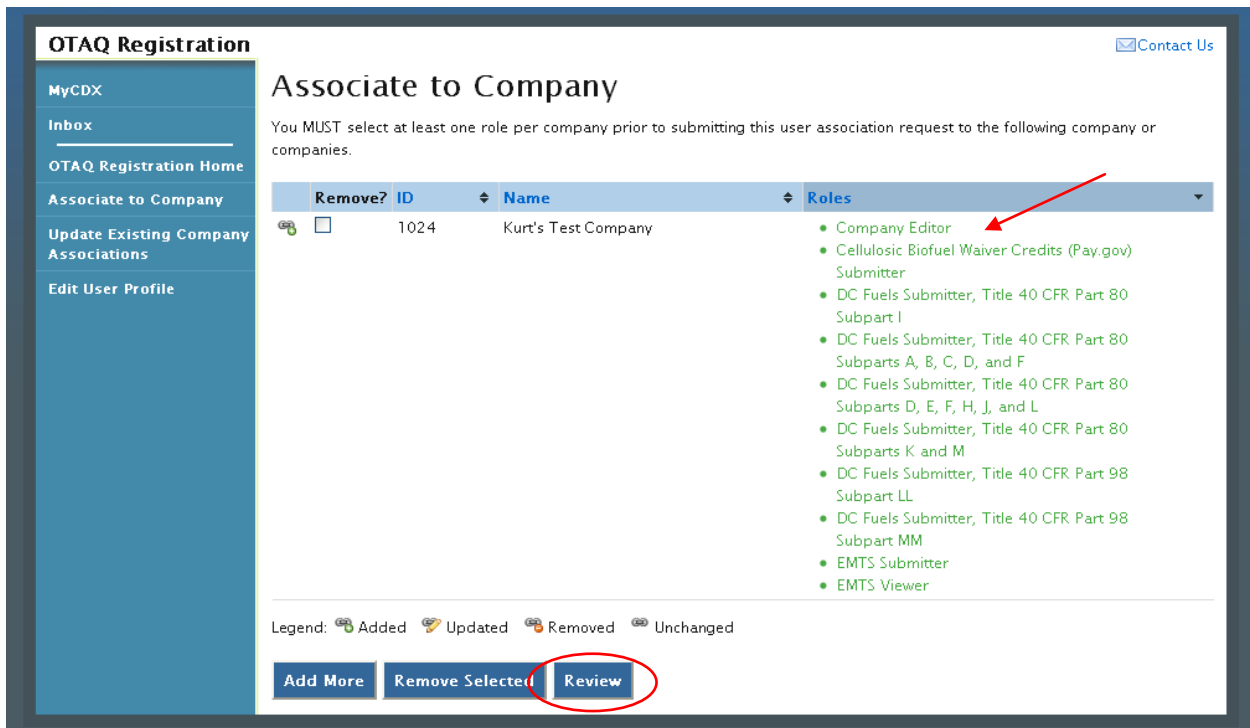 OTAQ Registration
Contact Us
MyCDX
Inbox
OTAQ Registration Home
Associate to Company
Update Existing Company
Associations
Edit User Profile
Associate to Company
You MUST select at least one role per company prior to submitting this user association request to the following company or
companies.
Remove? ID Name Roles
1024 Kurt's Test Company
• Company Editor
• Cellulosic Biofuel Waiver Credits (Pay.gov)
Submitter
• DC Fuels Submitter, Title 40 CFR Part 80
Subpart I
• DC Fuels Submitter, Title 40 CFR Part 80
Subparts A, B, C, D, and F
• DC Fuels Submitter, Title 40 CFR Part 80
Subparts D, E, F, H, J, and L
• DC Fuels Submitter, Title 40 CFR Part 80
Subparts K and M
• DC Fuels Submitter, Title 40 CFR Part 98
Subpart LL
• DC Fuels Submitter, Title 40 CFR Part 98
Subpart MM
• EMTS Submitter
• EMTS Viewer
Legend: Added Updated Removed Unchanged
Add More Remove Selected Review